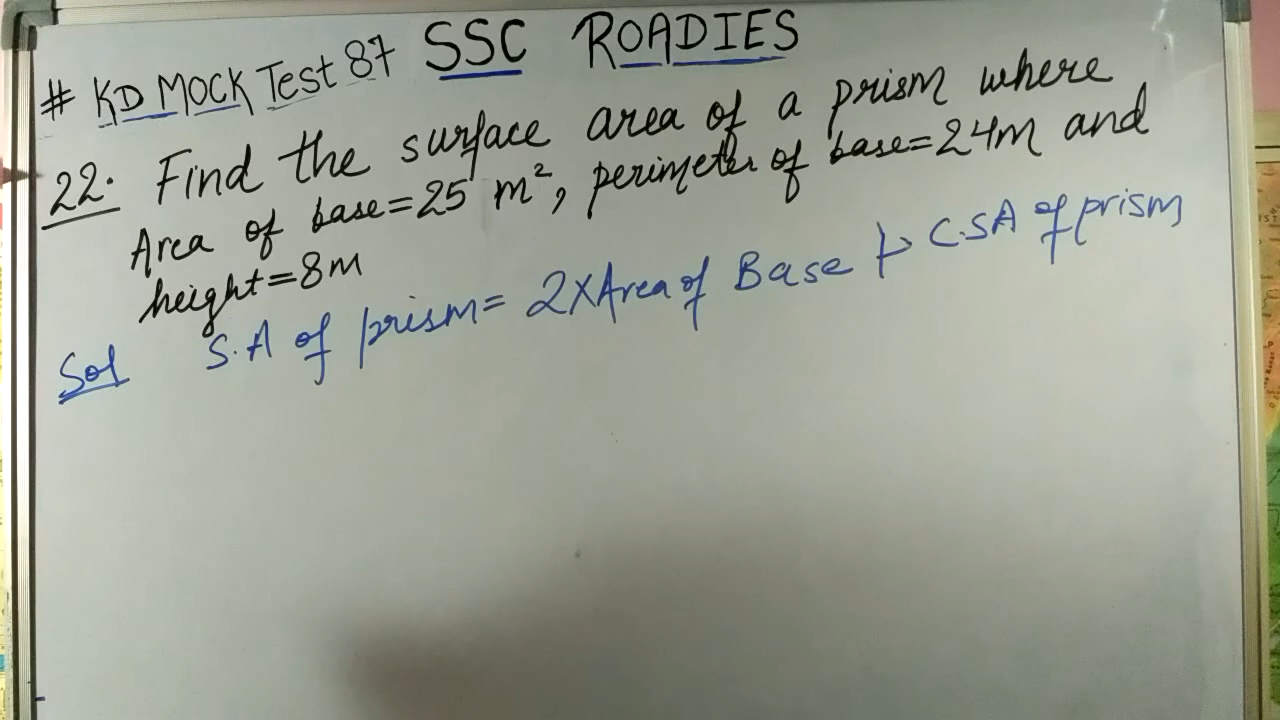 # KD MOCK Test 87 SSC ROADIES
22. Find the surface area of a prism where
Area of base=25 m², perimeter of base=24m and
height=8m
Sol S.A of prism= 2×Area of Base + C.SA of prism